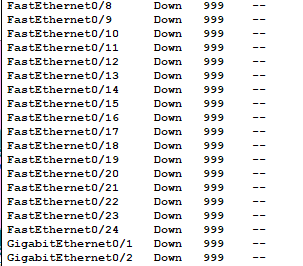 FastEthernet0/8 Down 999 --
FastEthernet0/9 Down 999 --
FastEthernet0/10 Down 999 --
FastEthernet0/11 Down 999 --
FastEthernet0/12 Down 999 --
FastEthernet0/13 Down 999 --
FastEthernet0/14 Down 999 --
FastEthernet0/15 Down 999 --
FastEthernet0/16 Down 999 --
FastEthernet0/17 Down 999 --
FastEthernet0/18 Down 999 --
FastEthernet0/19 Down 999 --
FastEthernet0/20 Down 999 --
FastEthernet0/21 Down 999 --
FastEthernet0/22 Down 999 --
FastEthernet0/23 Down 999 --
FastEthernet0/24 Down 999 --
GigabitEthernet0/1 Down 999 --
GigabitEthernet0/2 Down 999 --